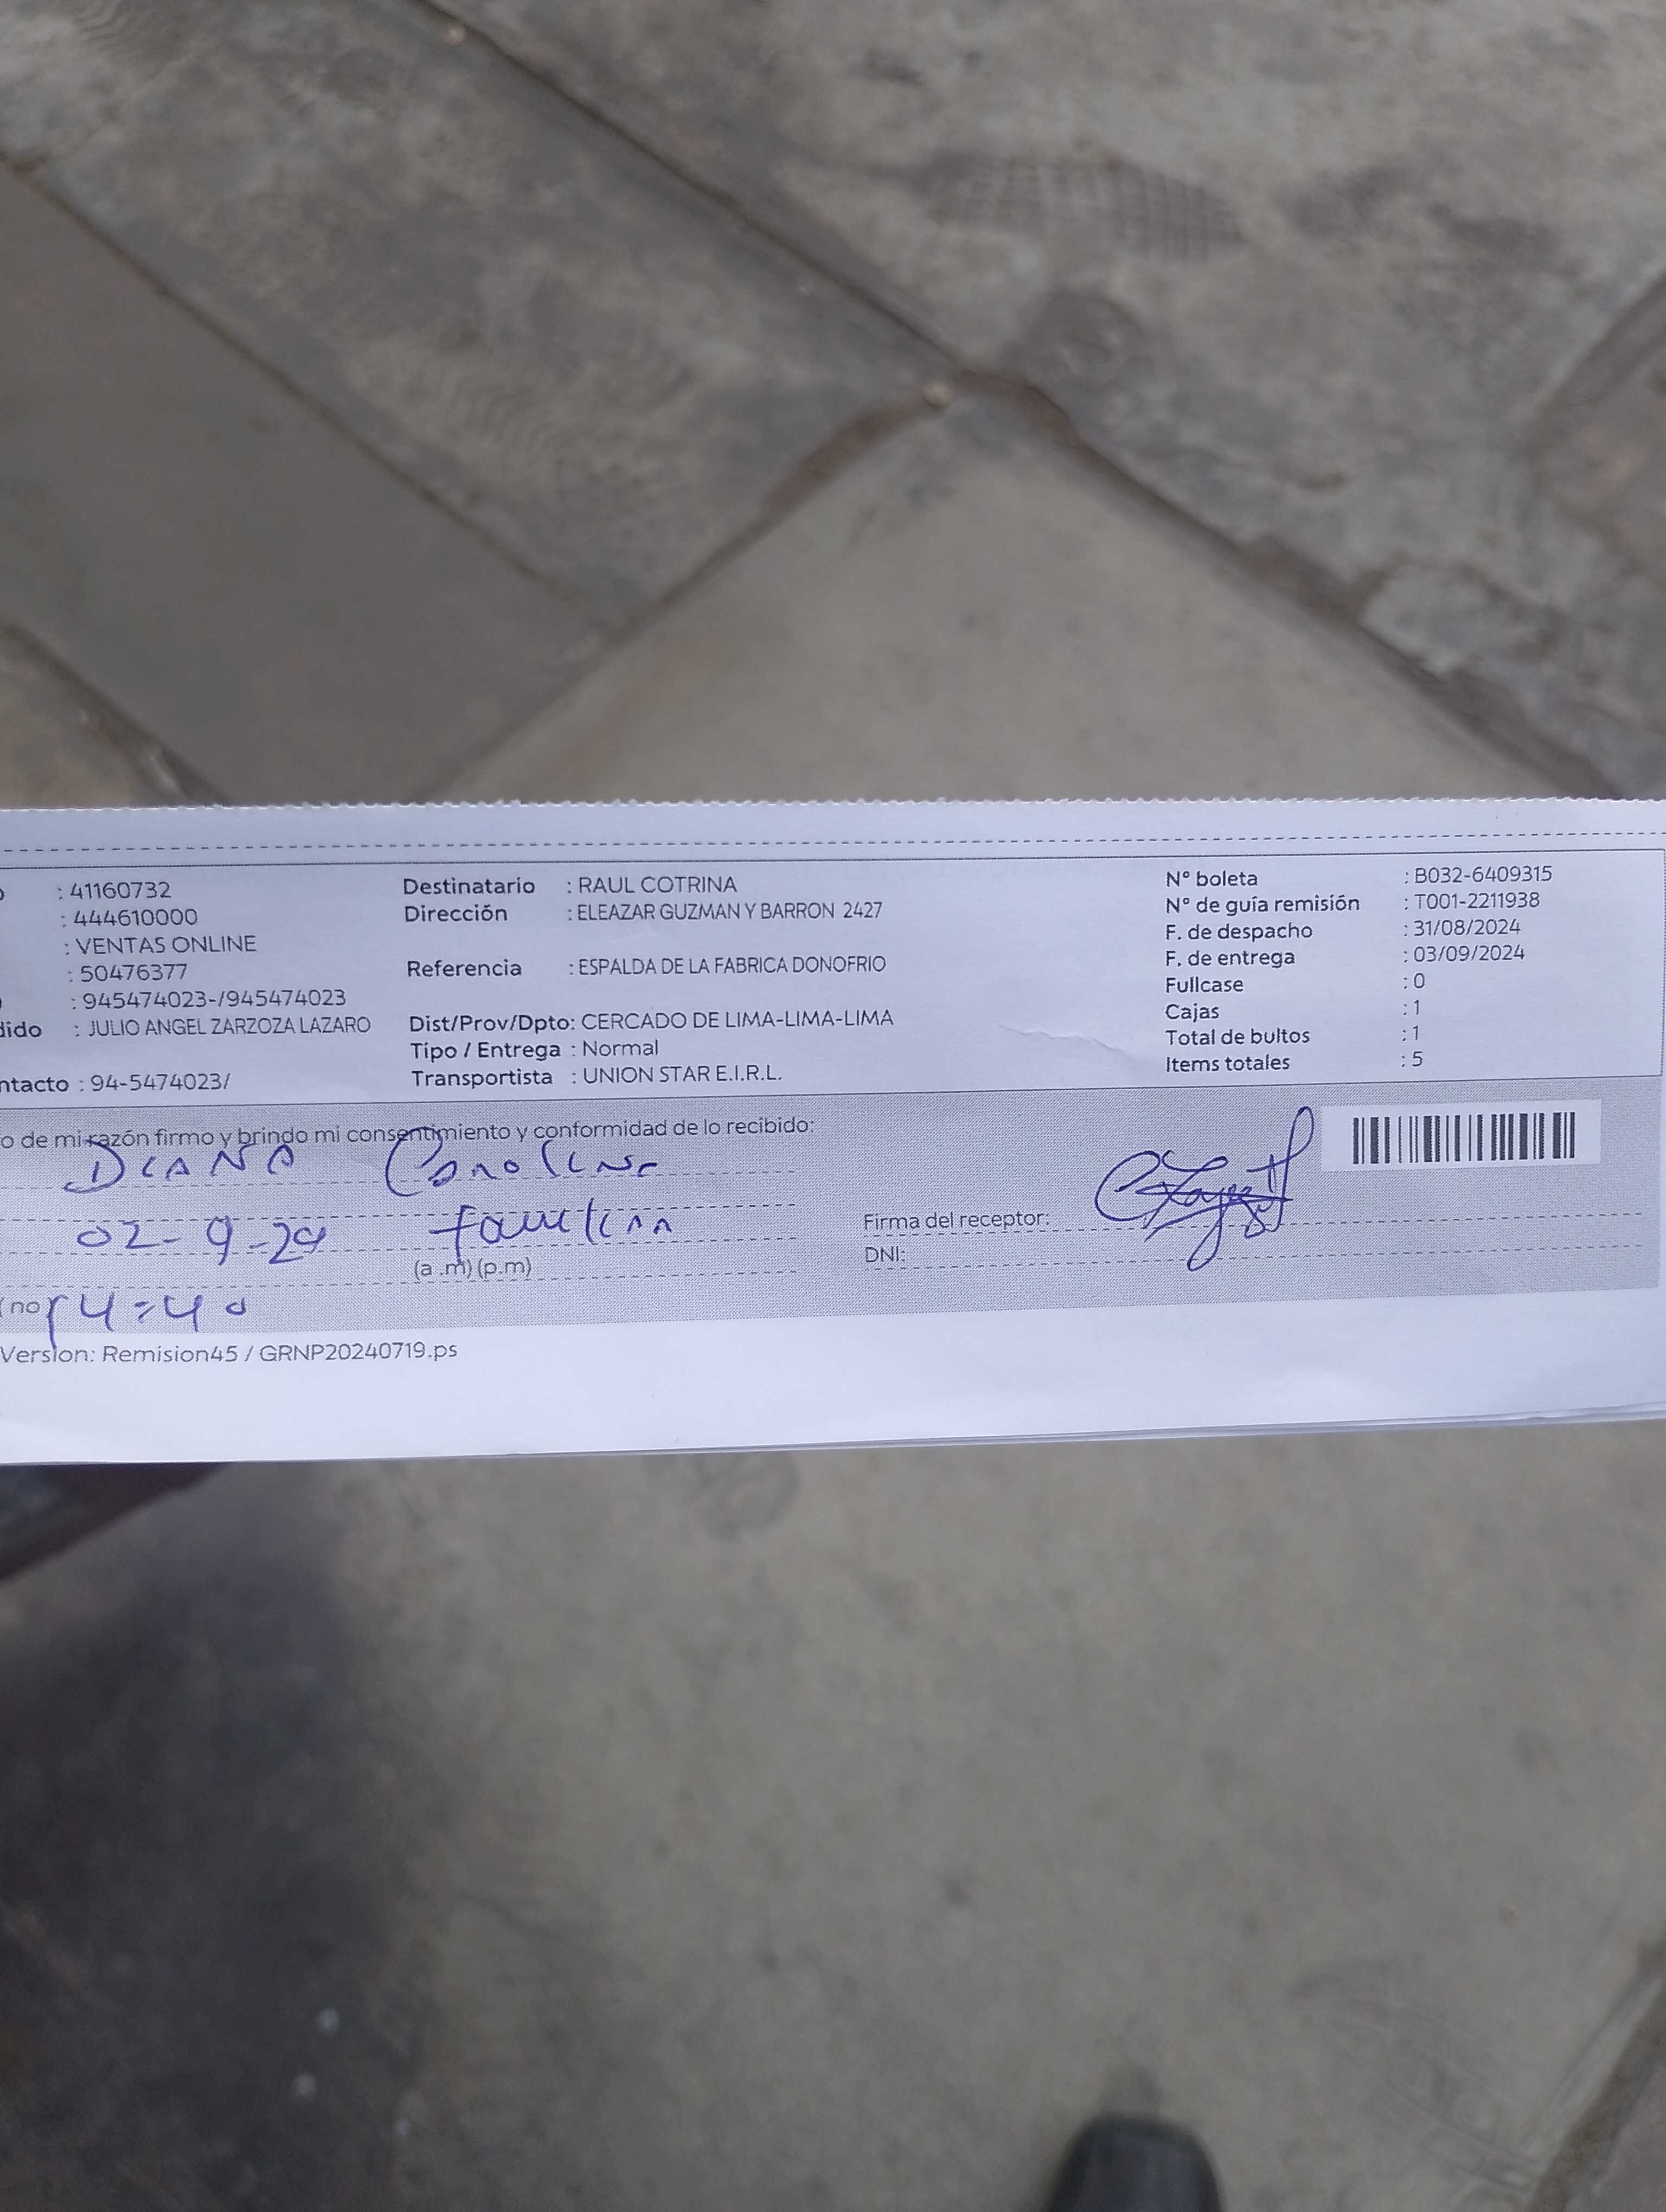 : 41160732
: 444610000
: VENTAS ONLINE
: 50476377
: 945474023-/945474023
dido : JULIO ANGEL ZARZOZA LAZARO
ntacto : 94-5474023/
Destinatario : RAUL COTRINA
Dirección : ELEAZAR GUZMAN Y BARRON 2427
Referencia : ESPALDA DE LA FABRICA DONOFRIO
Dist/Prov/Dpto: CERCADO DE LIMA-LIMA-LIMA
Tipo / Entrega : Normal
Transportista : UNION STAR E.I.R.L.
Nº boleta : B032-6409315
Nº de guía remisión : T001-2211938
F. de despacho : 31/08/2024
F. de entrega : 03/09/2024
Fullcase : 0
Cajas : 1
Total de bultos : 1
Items totales : 5
o de mi razón firmo y brindo mi consentimiento y conformidad de lo recibido:
DIANA Carolina
02-9-24
(a .m) (p.m)
Firma del receptor:
DNI:
(no
Version: Remision45 / GRNP20240719.ps